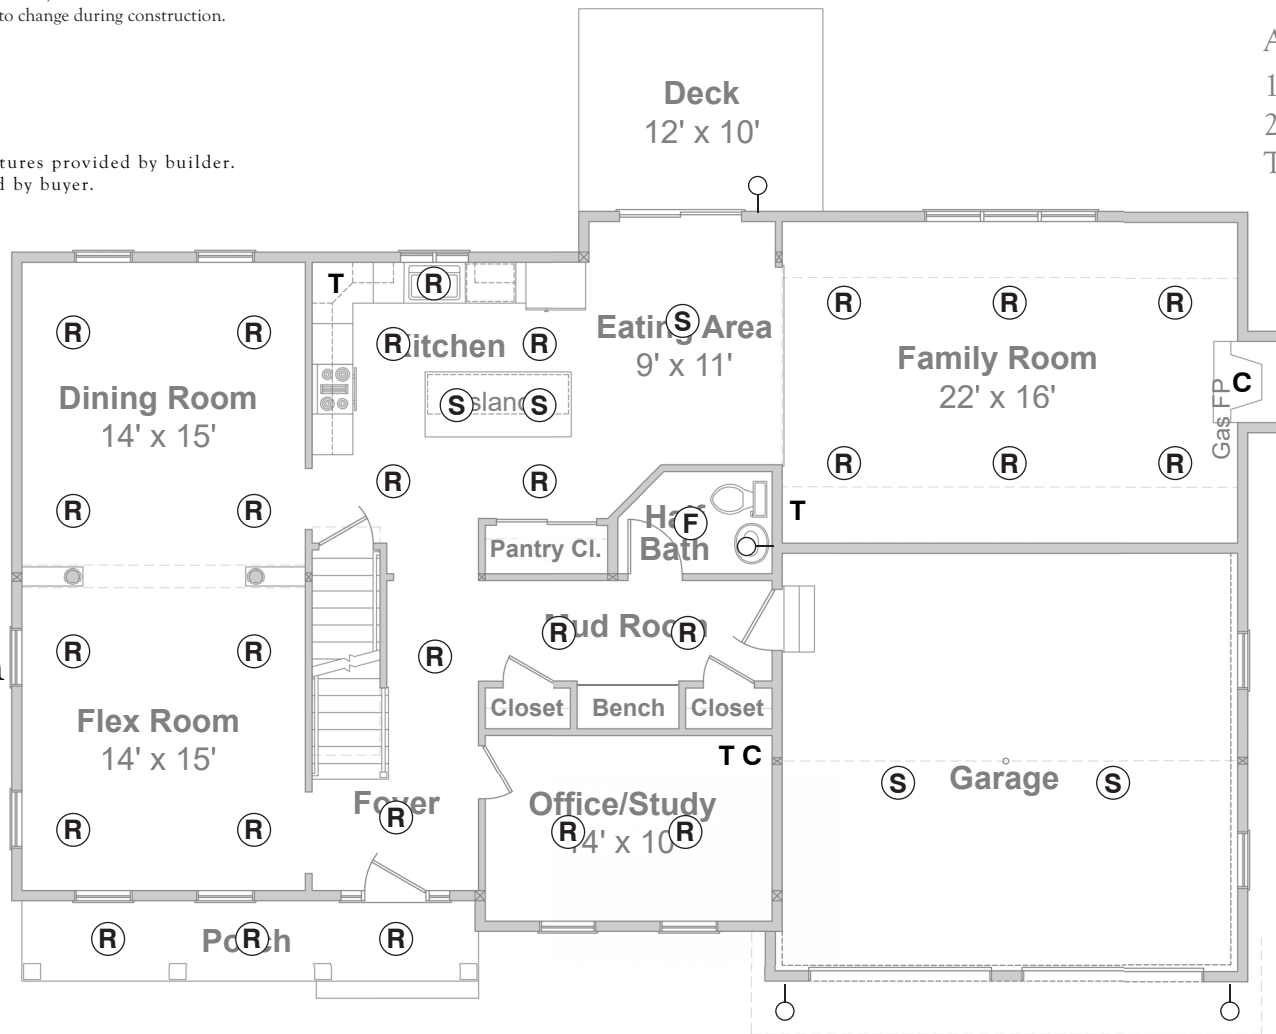 to change during construction.
tures provided by builder.
d by buyer.
A
1
2
T
Deck
12' x 10'
T
R
R
R
R
R
R
R
R
Kitchen
S
Eating Area
9' x 11'
Family Room
22' x 16'
C
Gas FP
Dining Room
14' x 15'
S
Island
S
R
R
R
R
R
R
R
T
Half
Bath
F
Pantry Cl.
R
R
R
Mud Room
R
R
Closet
Bench
Closet
Flex Room
14' x 15'
T C
Garage
S
S
Foyer
R
Office/Study
14' x 10'
R
R
R
R
Porch
R
R
R